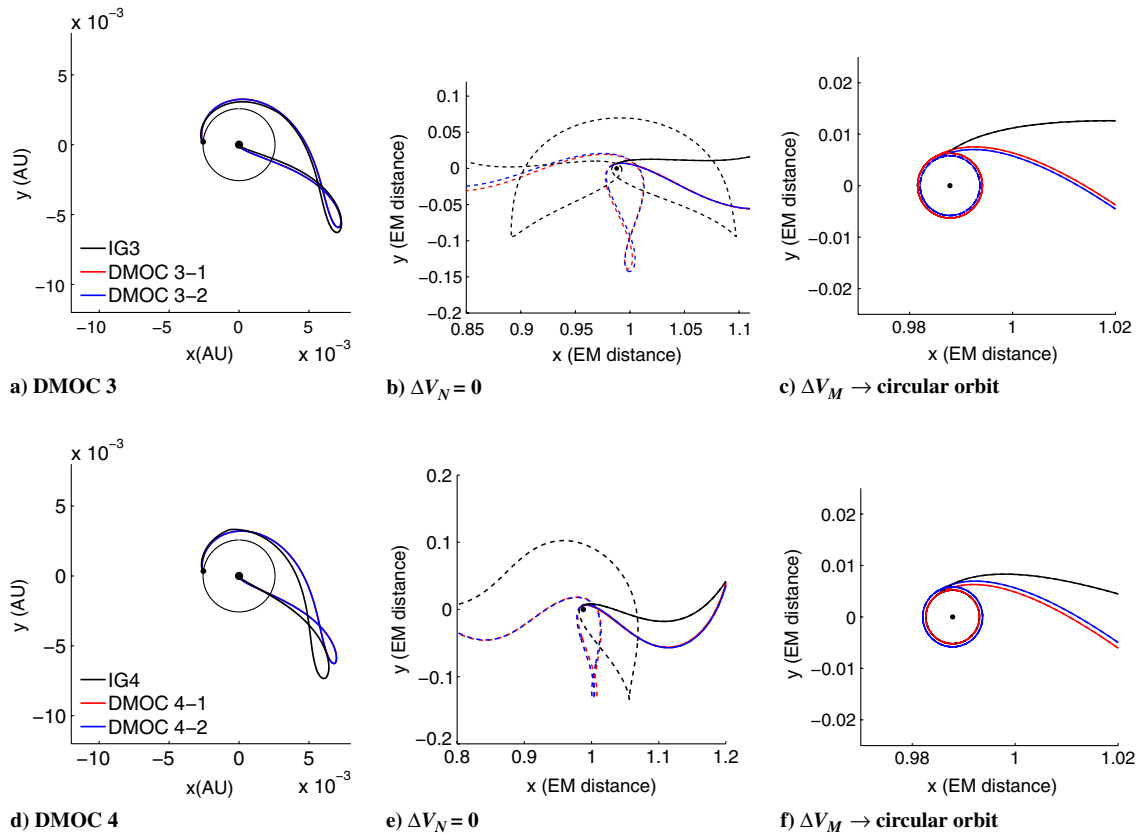 x 10⁻³
5
0
−5
−10
y (AU)
IG3
DMOC 3−1
DMOC 3−2
−10 −5 0 5
x(AU) x 10⁻³
a) DMOC 3
0.1
0.05
0
−0.05
−0.1
−0.15
−0.2
y (EM distance)
0.85 0.9 0.95 1 1.05 1.1
x (EM distance)
b) ΔV_N = 0
0.02
0.01
0
−0.01
−0.02
y (EM distance)
0.98 1 1.02
x (EM distance)
c) ΔV_M → circular orbit
x 10⁻³
5
0
−5
−10
y (AU)
IG4
DMOC 4−1
DMOC 4−2
−10 −5 0 5
x(AU) x 10⁻³
d) DMOC 4
0.2
0.1
0
−0.1
−0.2
y (EM distance)
0.8 0.9 1 1.1 1.2
x (EM distance)
e) ΔV_N = 0
0.02
0.01
0
−0.01
−0.02
y (EM distance)
0.98 1 1.02
x (EM distance)
f) ΔV_M → circular orbit